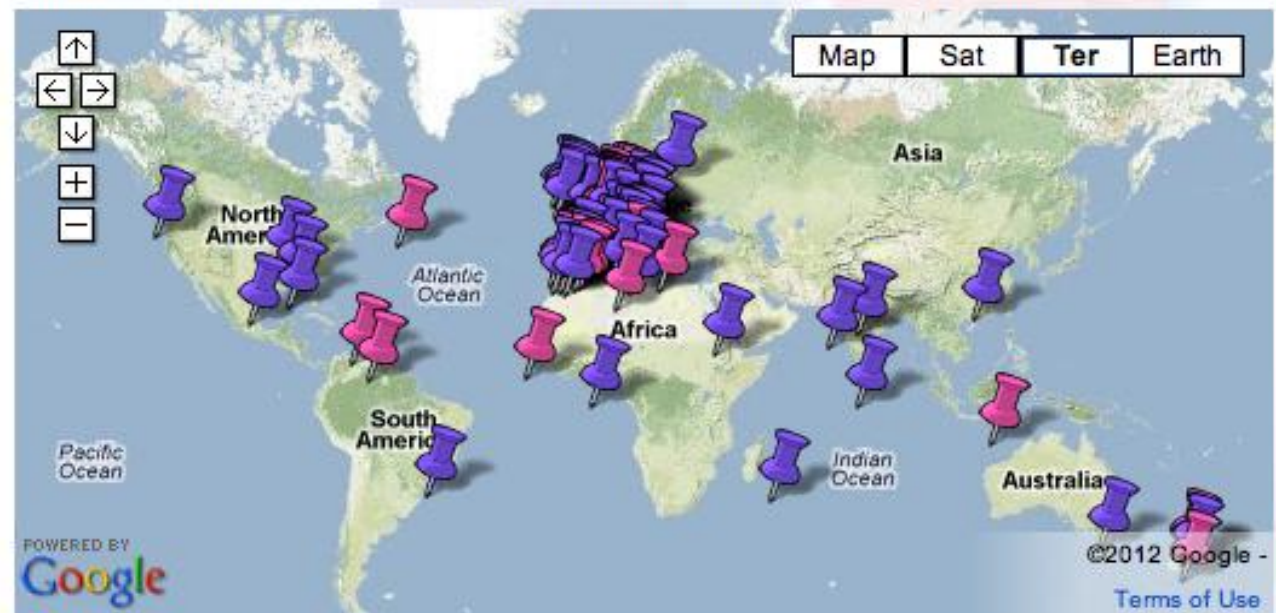 Map
Sat
Ter
Earth
Asia
North
Amer
Atlantic
Ocean
Africa
South
Americ
Pacific
Ocean
Indian
Ocean
Australia
POWERED BY
Google
©2012 Google -
Terms of Use